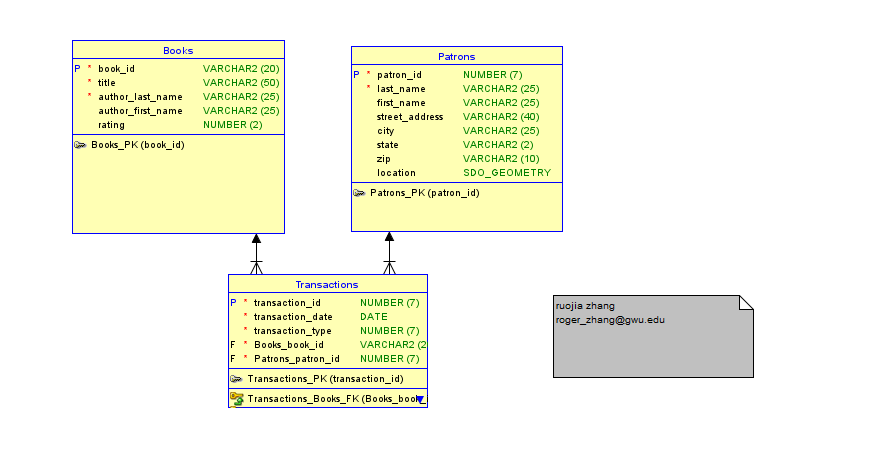 Books
P * book_id VARCHAR2 (20)
* title VARCHAR2 (50)
* author_last_name VARCHAR2 (25)
author_first_name VARCHAR2 (25)
rating NUMBER (2)
Books_PK (book_id)
Patrons
P * patron_id NUMBER (7)
* last_name VARCHAR2 (25)
first_name VARCHAR2 (25)
street_address VARCHAR2 (40)
city VARCHAR2 (25)
state VARCHAR2 (2)
zip VARCHAR2 (10)
location SDO_GEOMETRY
Patrons_PK (patron_id)
Transactions
P * transaction_id NUMBER (7)
* transaction_date DATE
* transaction_type NUMBER (7)
F * Books_book_id VARCHAR2 (2
F * Patrons_patron_id NUMBER (7)
Transactions_PK (transaction_id)
Transactions_Books_FK (Books_book_
ruojia zhang
roger_zhang@gwu.edu